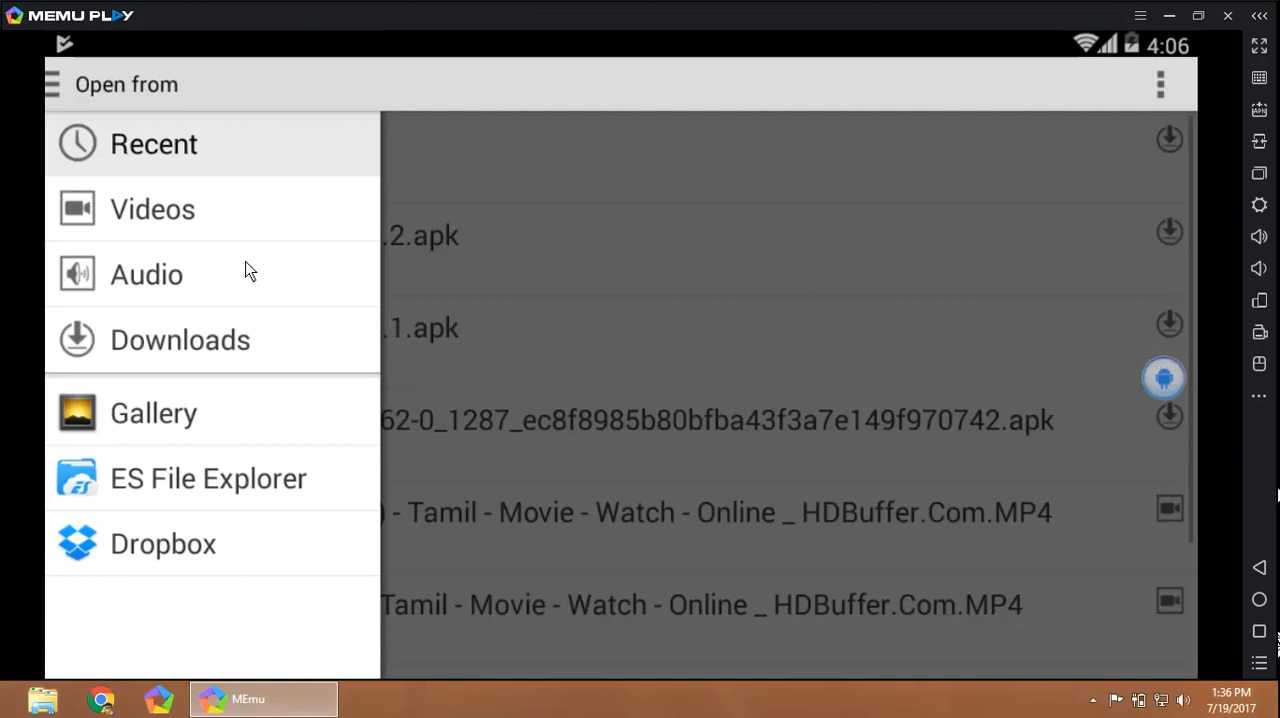 MEMU PLAY
4:06
Open from
Recent
Videos
.2.apk
Audio
.1.apk
Downloads
Gallery
62-0_1287_ec8f8985b80bfba43f3a7e149f970742.apk
ES File Explorer
) - Tamil - Movie - Watch - Online _ HDBuffer.Com.MP4
Dropbox
Tamil - Movie - Watch - Online _ HDBuffer.Com.MP4
MEmu
1:36 PM
7/19/2017